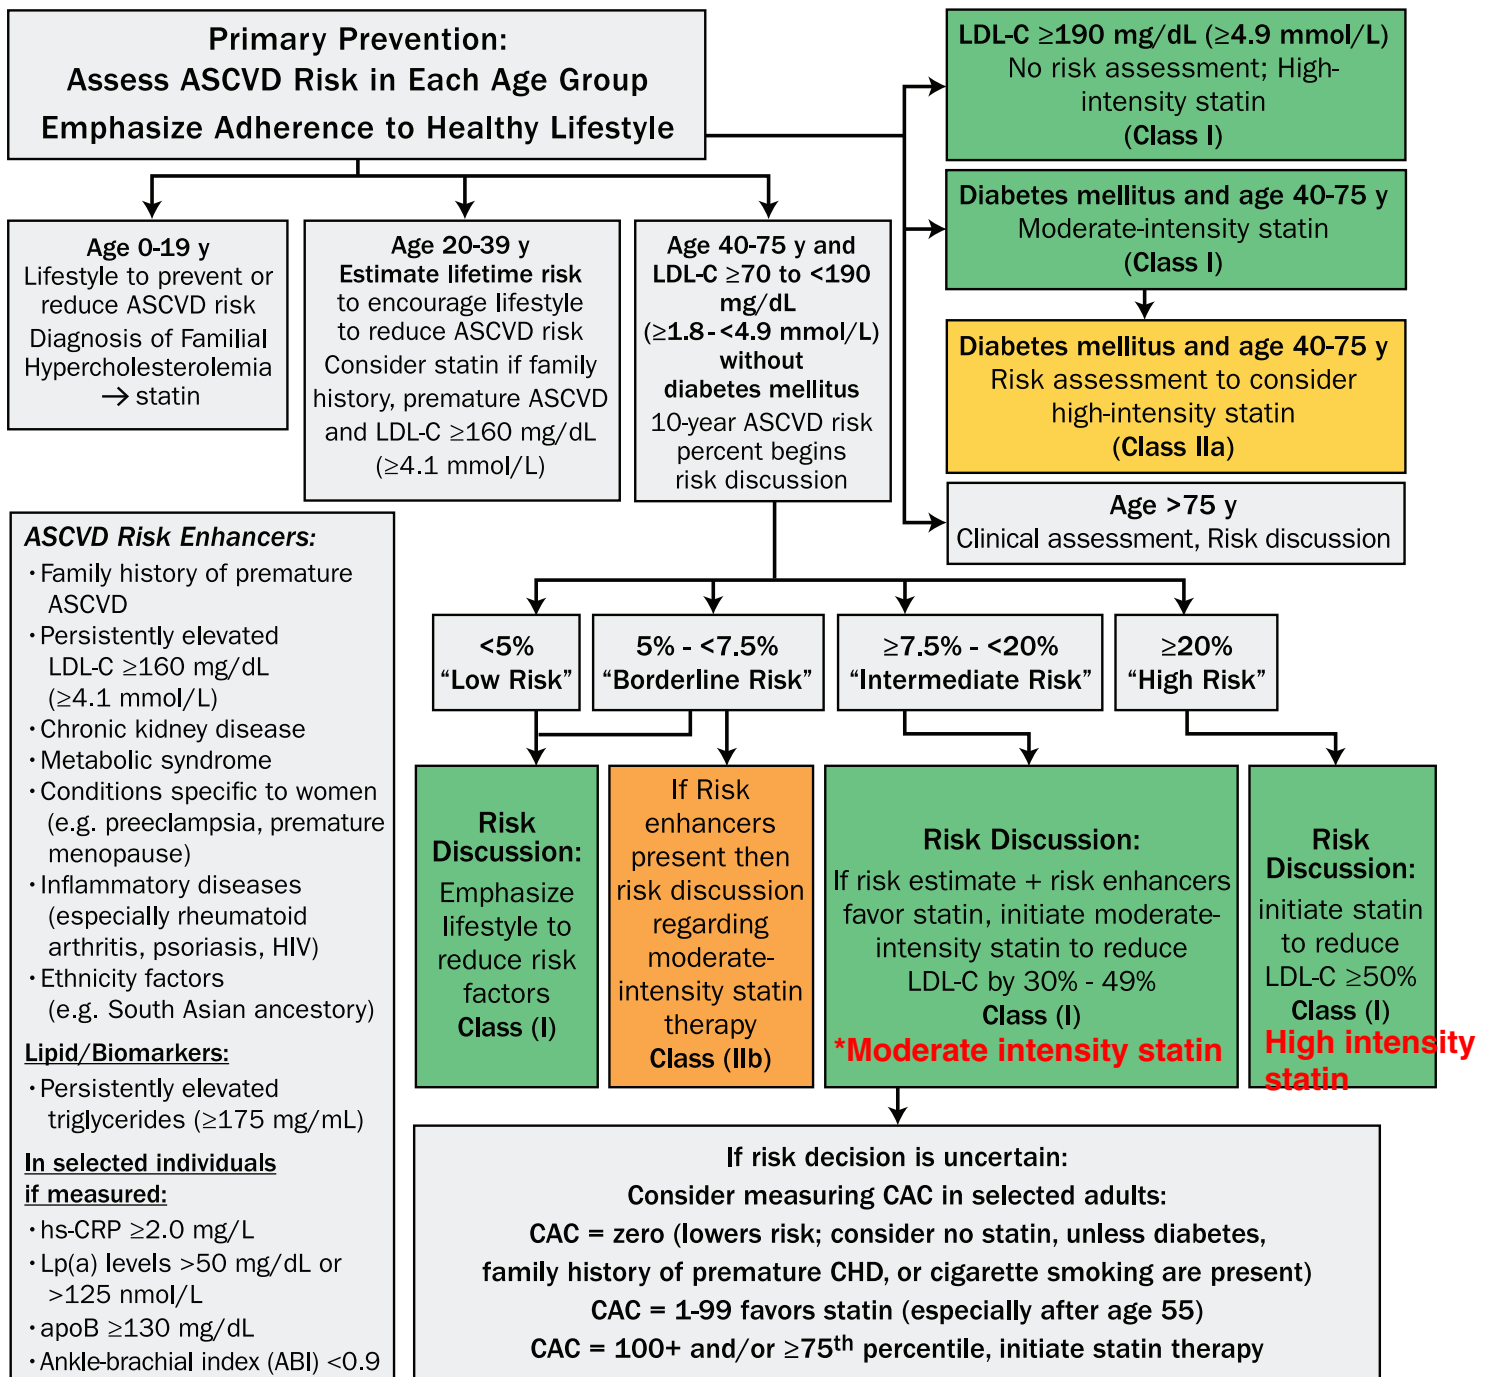 Primary Prevention:
Assess ASCVD Risk in Each Age Group
Emphasize Adherence to Healthy Lifestyle
LDL-C ≥190 mg/dL (≥4.9 mmol/L)
No risk assessment; High-
intensity statin
(Class I)
Diabetes mellitus and age 40-75 y
Moderate-intensity statin
(Class I)
Diabetes mellitus and age 40-75 y
Risk assessment to consider
high-intensity statin
(Class IIa)
Age >75 y
Clinical assessment, Risk discussion
Age 0-19 y
Lifestyle to prevent or
reduce ASCVD risk
Diagnosis of Familial
Hypercholesterolemia
→ statin
Age 20-39 y
Estimate lifetime risk
to encourage lifestyle
to reduce ASCVD risk
Consider statin if family
history, premature ASCVD
and LDL-C ≥160 mg/dL
(≥4.1 mmol/L)
Age 40-75 y and
LDL-C ≥70 to <190
mg/dL
(≥1.8 - <4.9 mmol/L)
without
diabetes mellitus
10-year ASCVD risk
percent begins
risk discussion
ASCVD Risk Enhancers:
· Family history of premature
ASCVD
· Persistently elevated
LDL-C ≥160 mg/dL
(≥4.1 mmol/L)
· Chronic kidney disease
· Metabolic syndrome
· Conditions specific to women
(e.g. preeclampsia, premature
menopause)
· Inflammatory diseases
(especially rheumatoid
arthritis, psoriasis, HIV)
· Ethnicity factors
(e.g. South Asian ancestory)
Lipid/Biomarkers:
· Persistently elevated
triglycerides (≥175 mg/mL)
In selected individuals
if measured:
· hs-CRP ≥2.0 mg/L
· Lp(a) levels >50 mg/dL or
>125 nmol/L
· apoB ≥130 mg/dL
· Ankle-brachial index (ABI) <0.9
<5%
“Low Risk”
5% - <7.5%
“Borderline Risk”
≥7.5% - <20%
“Intermediate Risk”
≥20%
“High Risk”
Risk
Discussion:
Emphasize
lifestyle to
reduce risk
factors
Class (I)
If Risk
enhancers
present then
risk discussion
regarding
moderate-
intensity statin
therapy
Class (IIb)
Risk Discussion:
If risk estimate + risk enhancers
favor statin, initiate moderate-
intensity statin to reduce
LDL-C by 30% - 49%
Class (I)
*Moderate intensity statin
Risk
Discussion:
initiate statin
to reduce
LDL-C ≥50%
Class (I)
High intensity
statin
If risk decision is uncertain:
Consider measuring CAC in selected adults:
CAC = zero (lowers risk; consider no statin, unless diabetes,
family history of premature CHD, or cigarette smoking are present)
CAC = 1-99 favors statin (especially after age 55)
CAC = 100+ and/or ≥75th percentile, initiate statin therapy